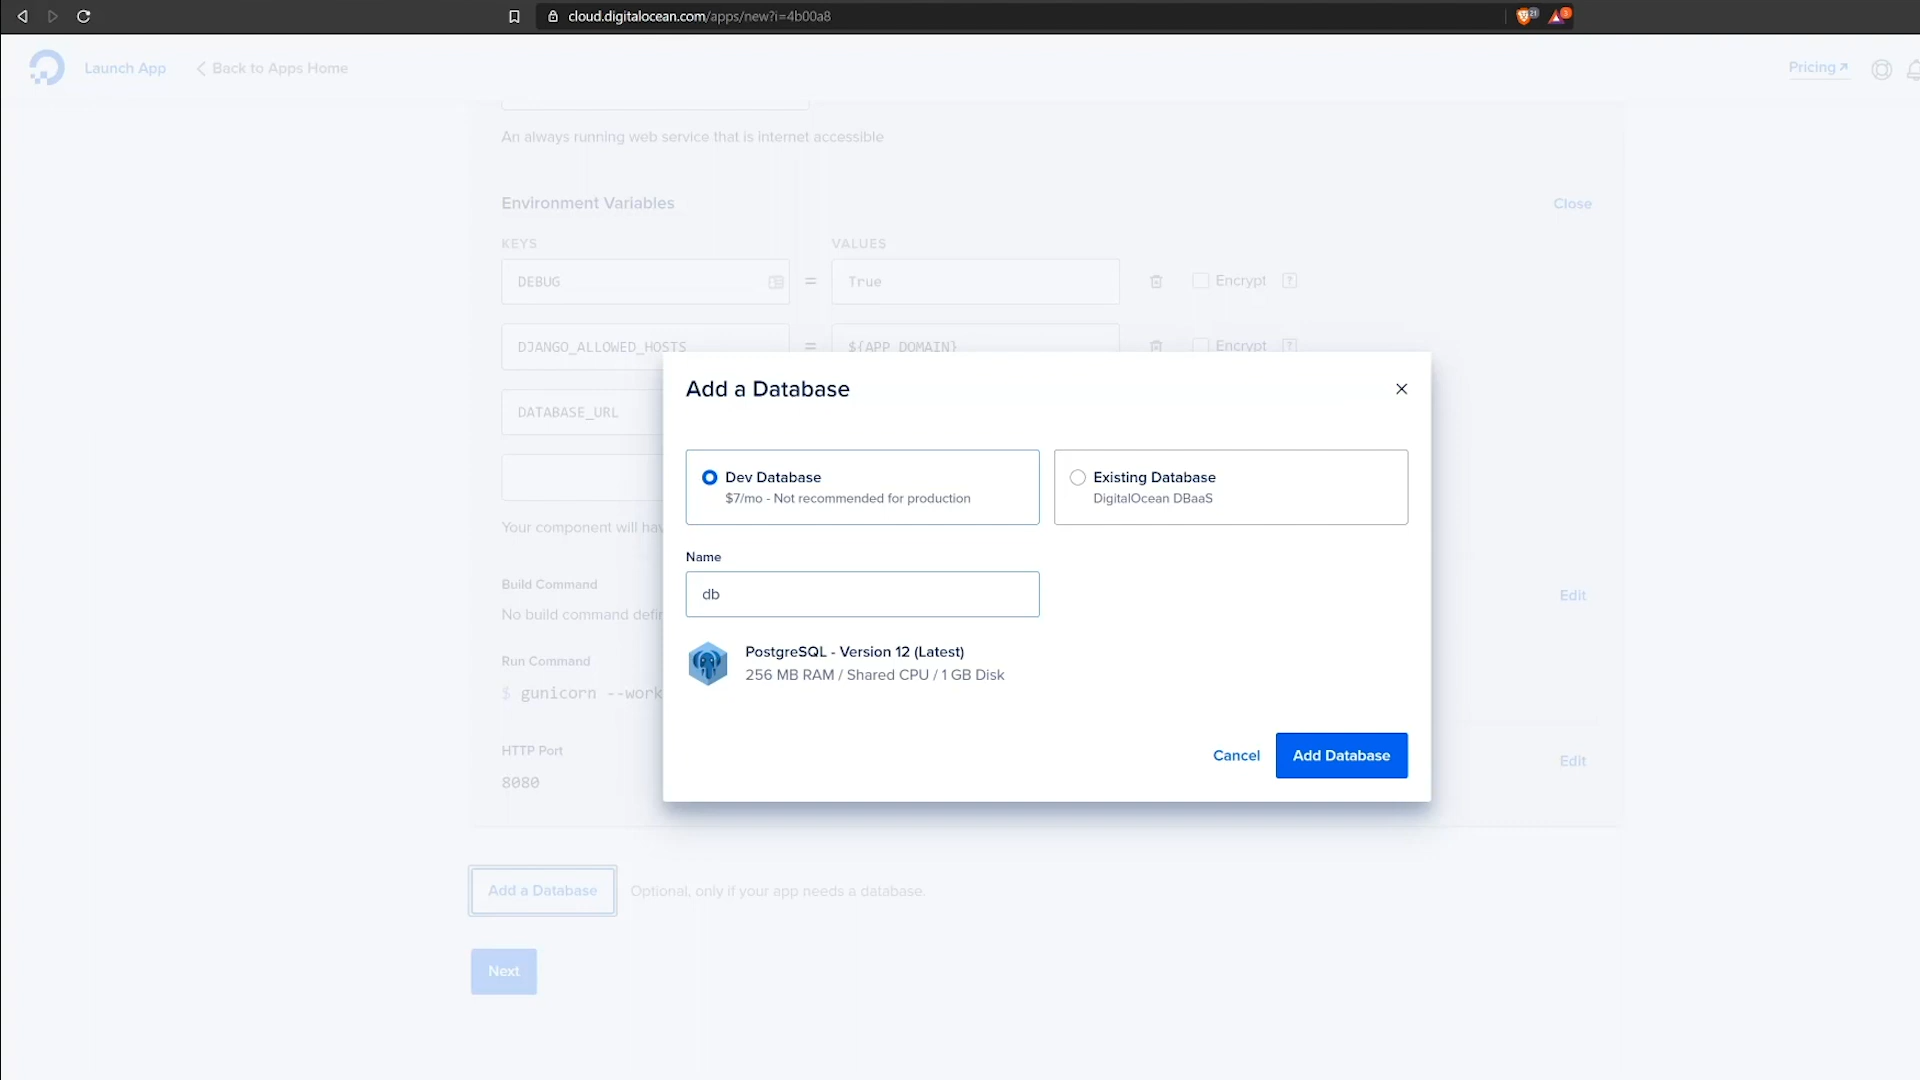 cloud.digitalocean.com/apps/new?i=4b00a8
21
3
Launch App
Back to Apps Home
Pricing
An always running web service that is internet accessible
Environment Variables
Close
KEYS
VALUES
DEBUG
=
True
Encrypt
?
DJANGO_ALLOWED_HOSTS
=
${APP_DOMAIN}
Encrypt
?
DATABASE_URL
Add a Database
Dev Database
$7/mo - Not recommended for production
Existing Database
DigitalOcean DBaaS
Name
db
PostgreSQL - Version 12 (Latest)
256 MB RAM / Shared CPU / 1 GB Disk
Cancel
Add Database
Your component will hav
Build Command
No build command defin
Edit
Run Command
$ gunicorn --work
HTTP Port
8080
Edit
Add a Database
Optional, only if your app needs a database.
Next